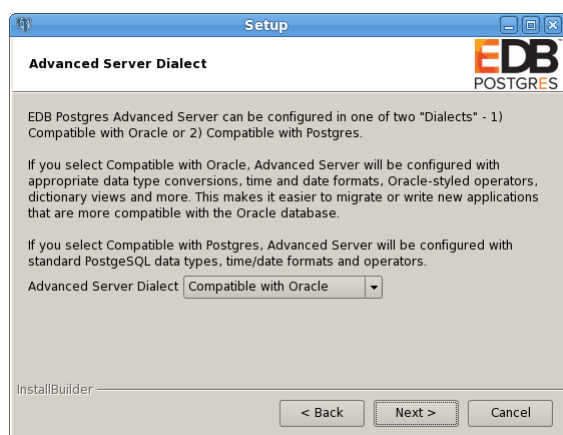 Setup
Advanced Server Dialect
EDB
POSTGRES
EDB Postgres Advanced Server can be configured in one of two "Dialects" - 1)
Compatible with Oracle or 2) Compatible with Postgres.
If you select Compatible with Oracle, Advanced Server will be configured with
appropriate data type conversions, time and date formats, Oracle-styled operators,
dictionary views and more. This makes it easier to migrate or write new applications
that are more compatible with the Oracle database.
If you select Compatible with Postgres, Advanced Server will be configured with
standard PostgeSQL data types, time/date formats and operators.
Advanced Server Dialect Compatible with Oracle
InstallBuilder
< Back Next > Cancel